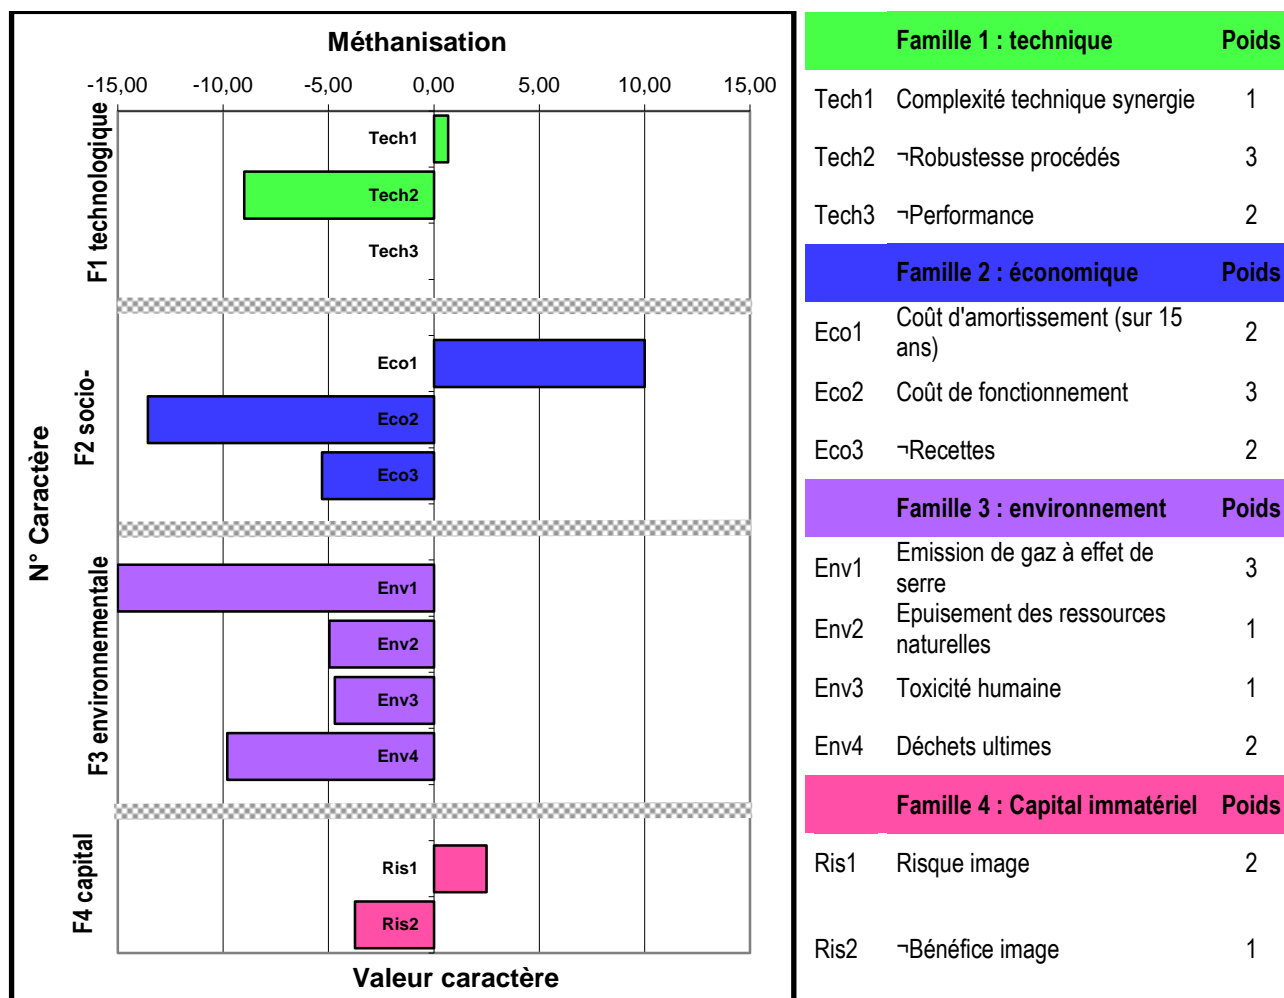 Méthanisation
-15,00 -10,00 -5,00 0,00 5,00 10,00 15,00
N° Caractère
F1 technologique
Tech1
Tech2
Tech3
F2 socio-
Eco1
Eco2
Eco3
F3 environnementale
Env1
Env2
Env3
Env4
F4 capital
Ris1
Ris2
Valeur caractère
Famille 1 : technique Poids
Tech1 Complexité technique synergie 1
Tech2 ¬Robustesse procédés 3
Tech3 ¬Performance 2
Famille 2 : économique Poids
Eco1 Coût d'amortissement (sur 15
ans) 2
Eco2 Coût de fonctionnement 3
Eco3 ¬Recettes 2
Famille 3 : environnement Poids
Env1 Emission de gaz à effet de
serre 3
Env2 Epuisement des ressources
naturelles 1
Env3 Toxicité humaine 1
Env4 Déchets ultimes 2
Famille 4 : Capital immatériel Poids
Ris1 Risque image 2
Ris2 ¬Bénéfice image 1